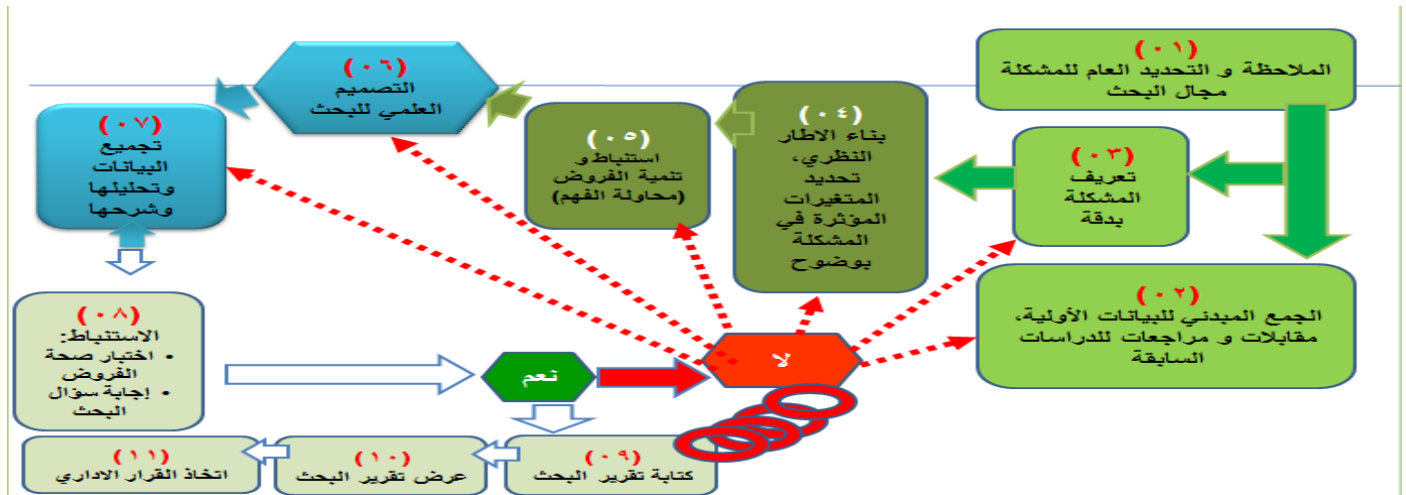 (٠١)
الملاحظة و التحديد العام للمشكلة
مجال البحث
(٠٢)
الجمع المبدئي للبيانات الأولية،
مقابلات و مراجعات للدراسات
السابقة
(٠٣)
تعريف
المشكلة
بدقة
(٠٤)
بناء الاطار
النظري،
تحديد
المتغيرات
المؤثرة في
المشكلة
بوضوح
(٠٥)
استنباط و
تنمية الفروض
(محاولة الفهم)
(٠٦)
التصميم
العلمي للبحث
(٠٧)
تجميع
البيانات
وتحليلها
وشرحها
(٠٨)
الاستنباط:
• اختبار صحة
الفروض
• إجابة سؤال
البحث
نعم
لا
(٠٩)
كتابة تقرير البحث
(١٠)
عرض تقرير البحث
(١١)
اتخاذ القرار الاداري